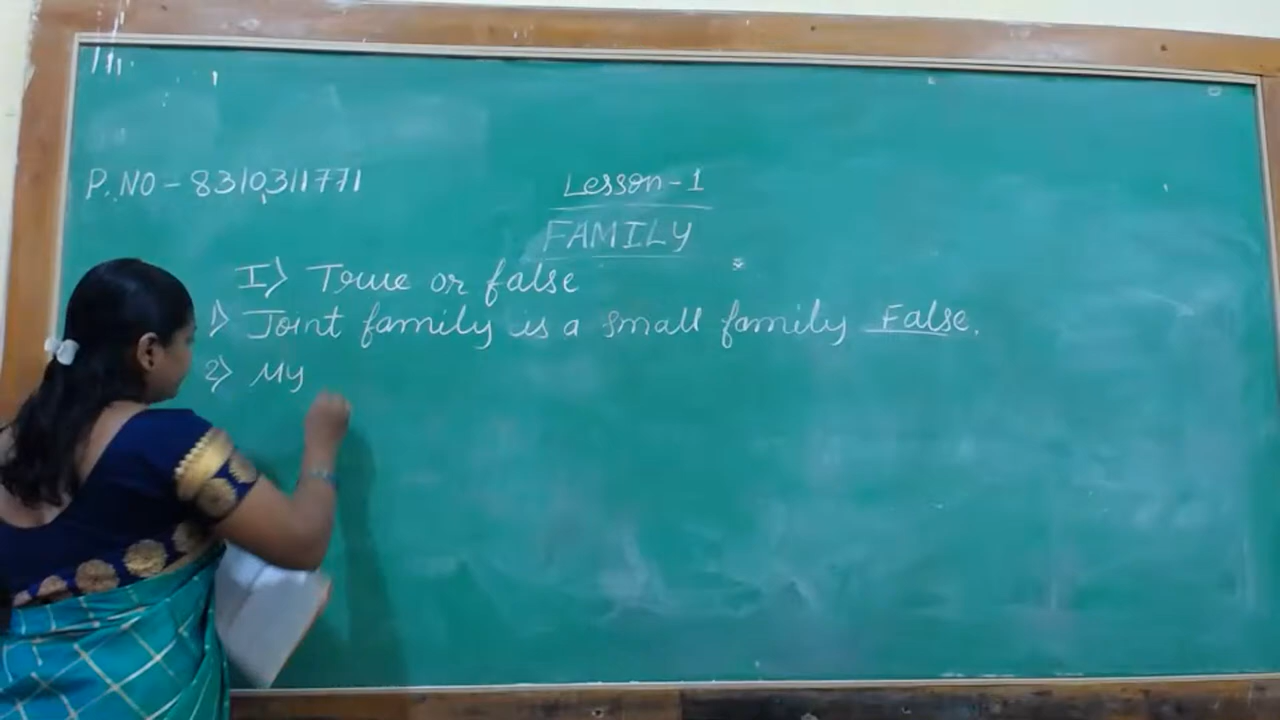 P.NO - 8310311771
Lesson-1
FAMILY
I) True or false
1) Joint family is a small family False.
2) My